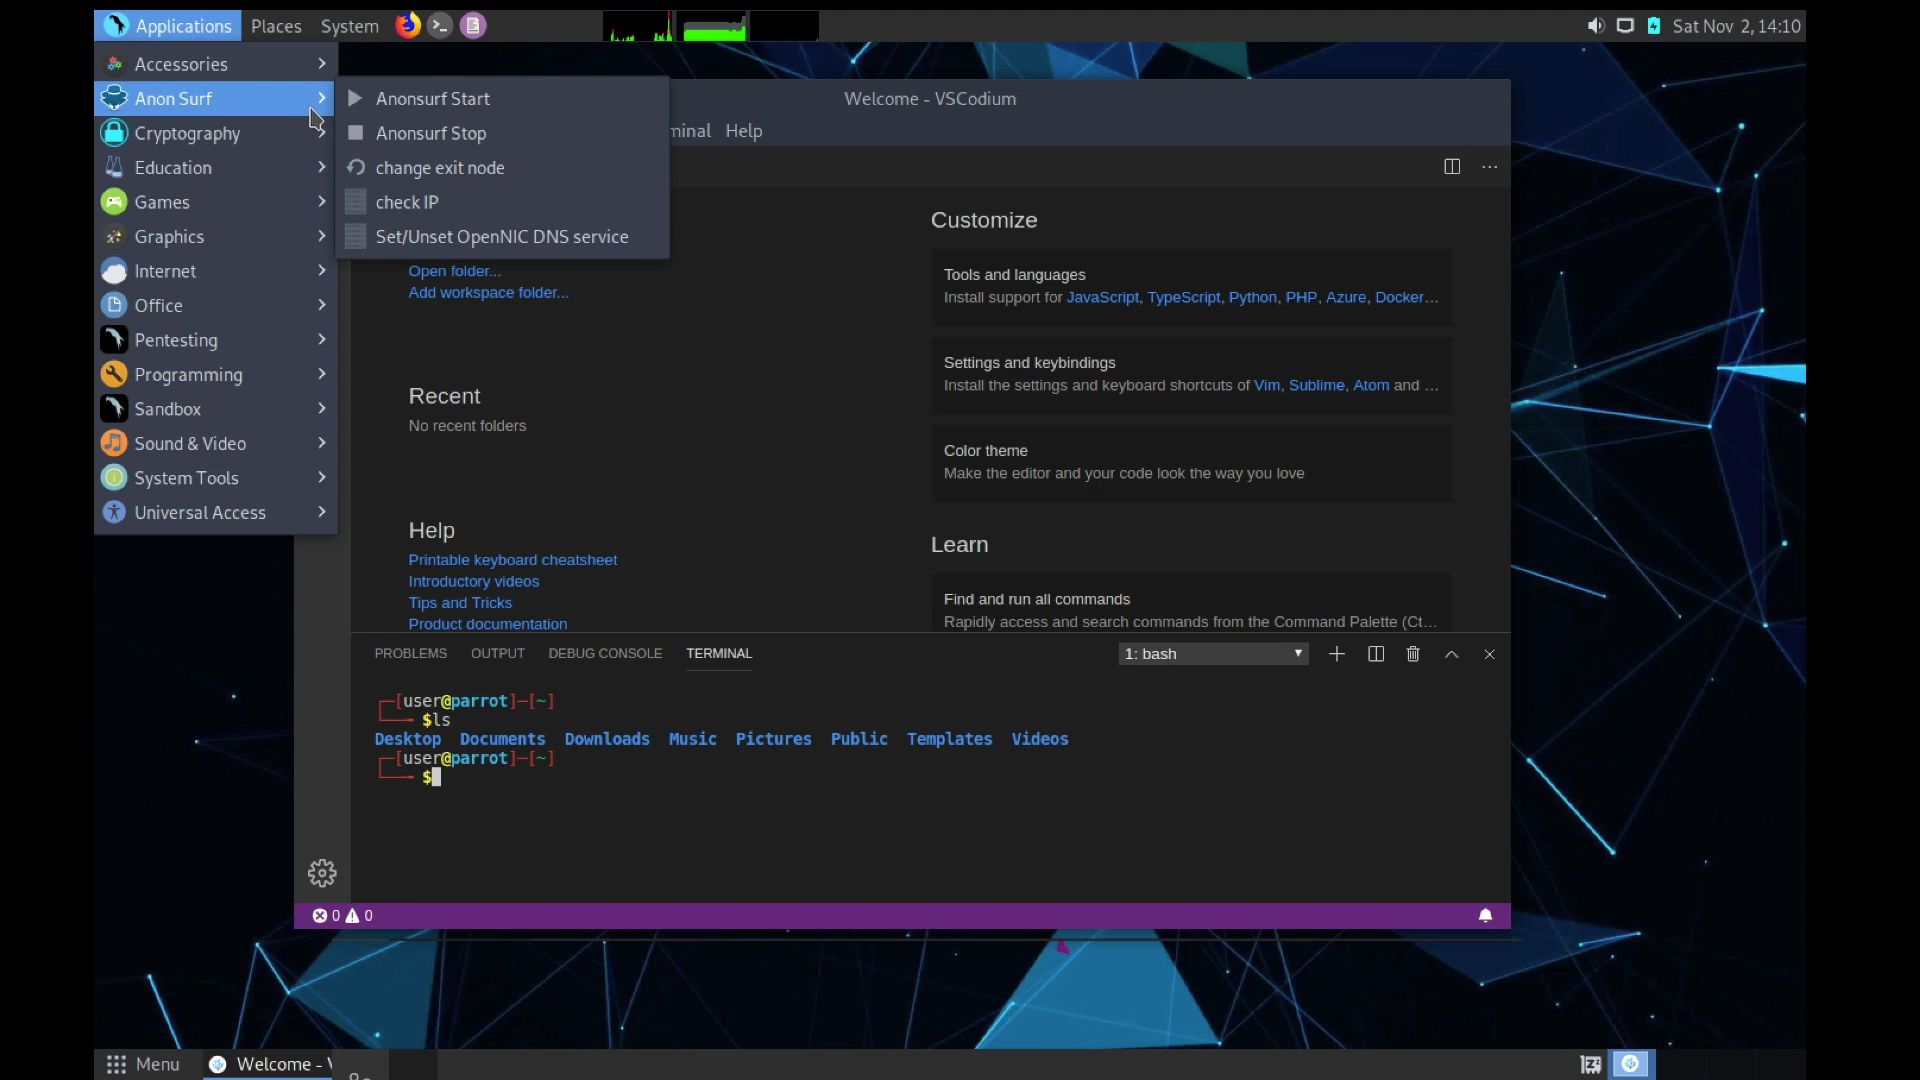 Applications Places System Sat Nov 2, 14:10
Accessories
Anon Surf
Cryptography
Education
Games
Graphics
Internet
Office
Pentesting
Programming
Sandbox
Sound & Video
System Tools
Universal Access
Anonsurf Start
Anonsurf Stop
change exit node
check IP
Set/Unset OpenNIC DNS service
Welcome - VSCodium
minal Help
Open folder...
Add workspace folder...
Recent
No recent folders
Help
Printable keyboard cheatsheet
Introductory videos
Tips and Tricks
Product documentation
Customize
Tools and languages
Install support for JavaScript, TypeScript, Python, PHP, Azure, Docker...
Settings and keybindings
Install the settings and keyboard shortcuts of Vim, Sublime, Atom and ...
Color theme
Make the editor and your code look the way you love
Learn
Find and run all commands
Rapidly access and search commands from the Command Palette (Ct...
PROBLEMS OUTPUT DEBUG CONSOLE TERMINAL 1: bash
[user@parrot]─[~]
$ls
Desktop Documents Downloads Music Pictures Public Templates Videos
[user@parrot]─[~]
$
0 0
Menu Welcome - V